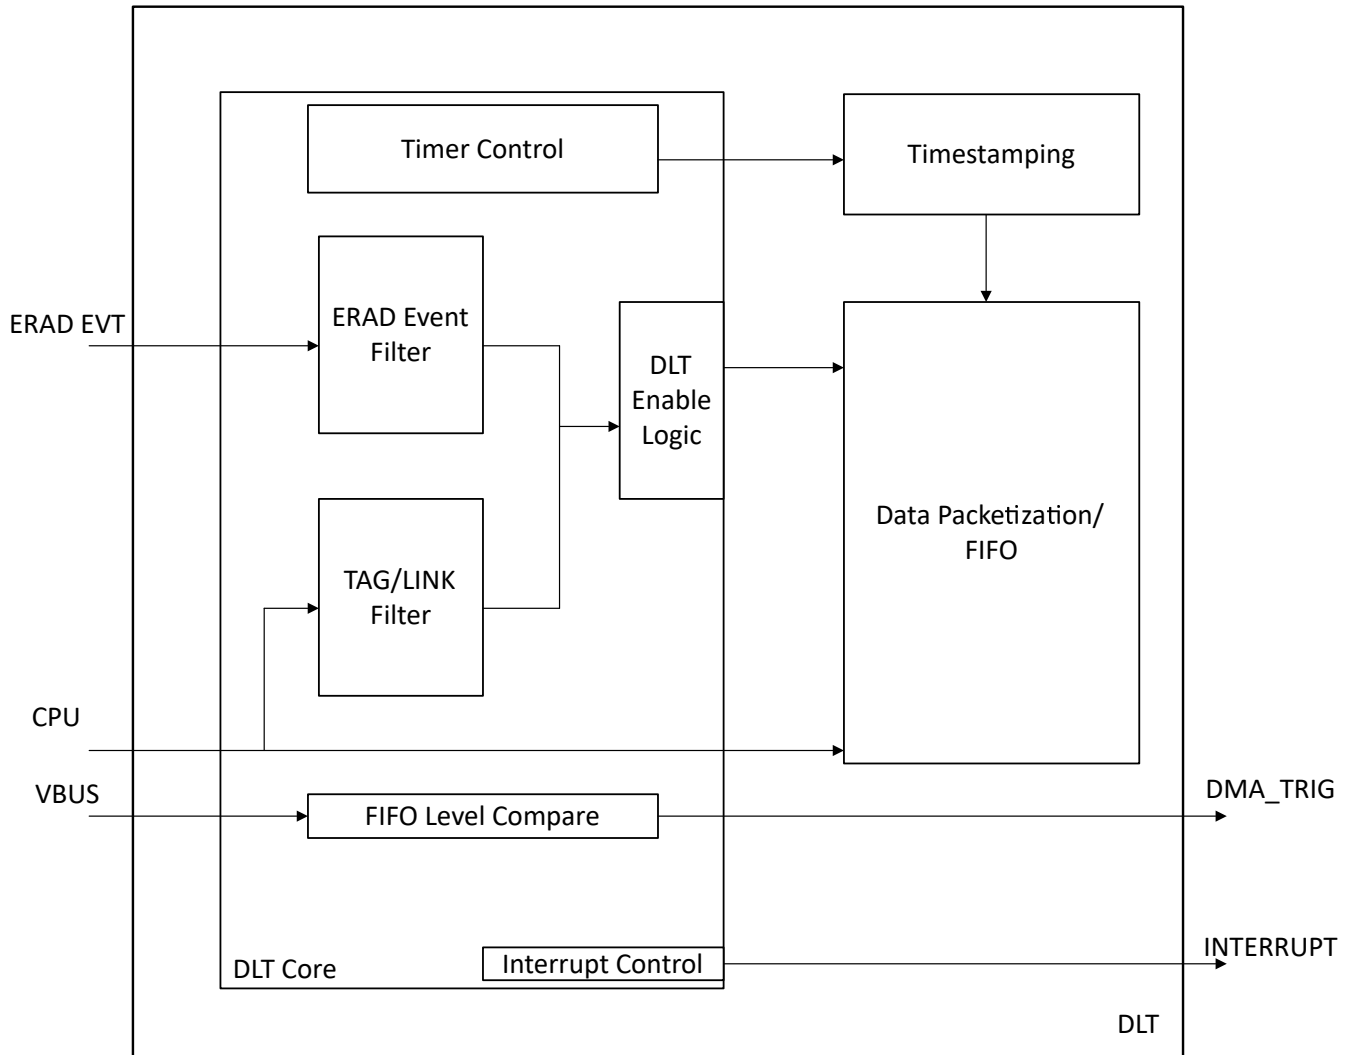 Timer Control
Timestamping
ERAD EVT
ERAD Event
Filter
DLT
Enable
Logic
Data Packetization/
FIFO
TAG/LINK
Filter
CPU
VBUS
FIFO Level Compare
DMA_TRIG
INTERRUPT
Interrupt Control
DLT Core
DLT